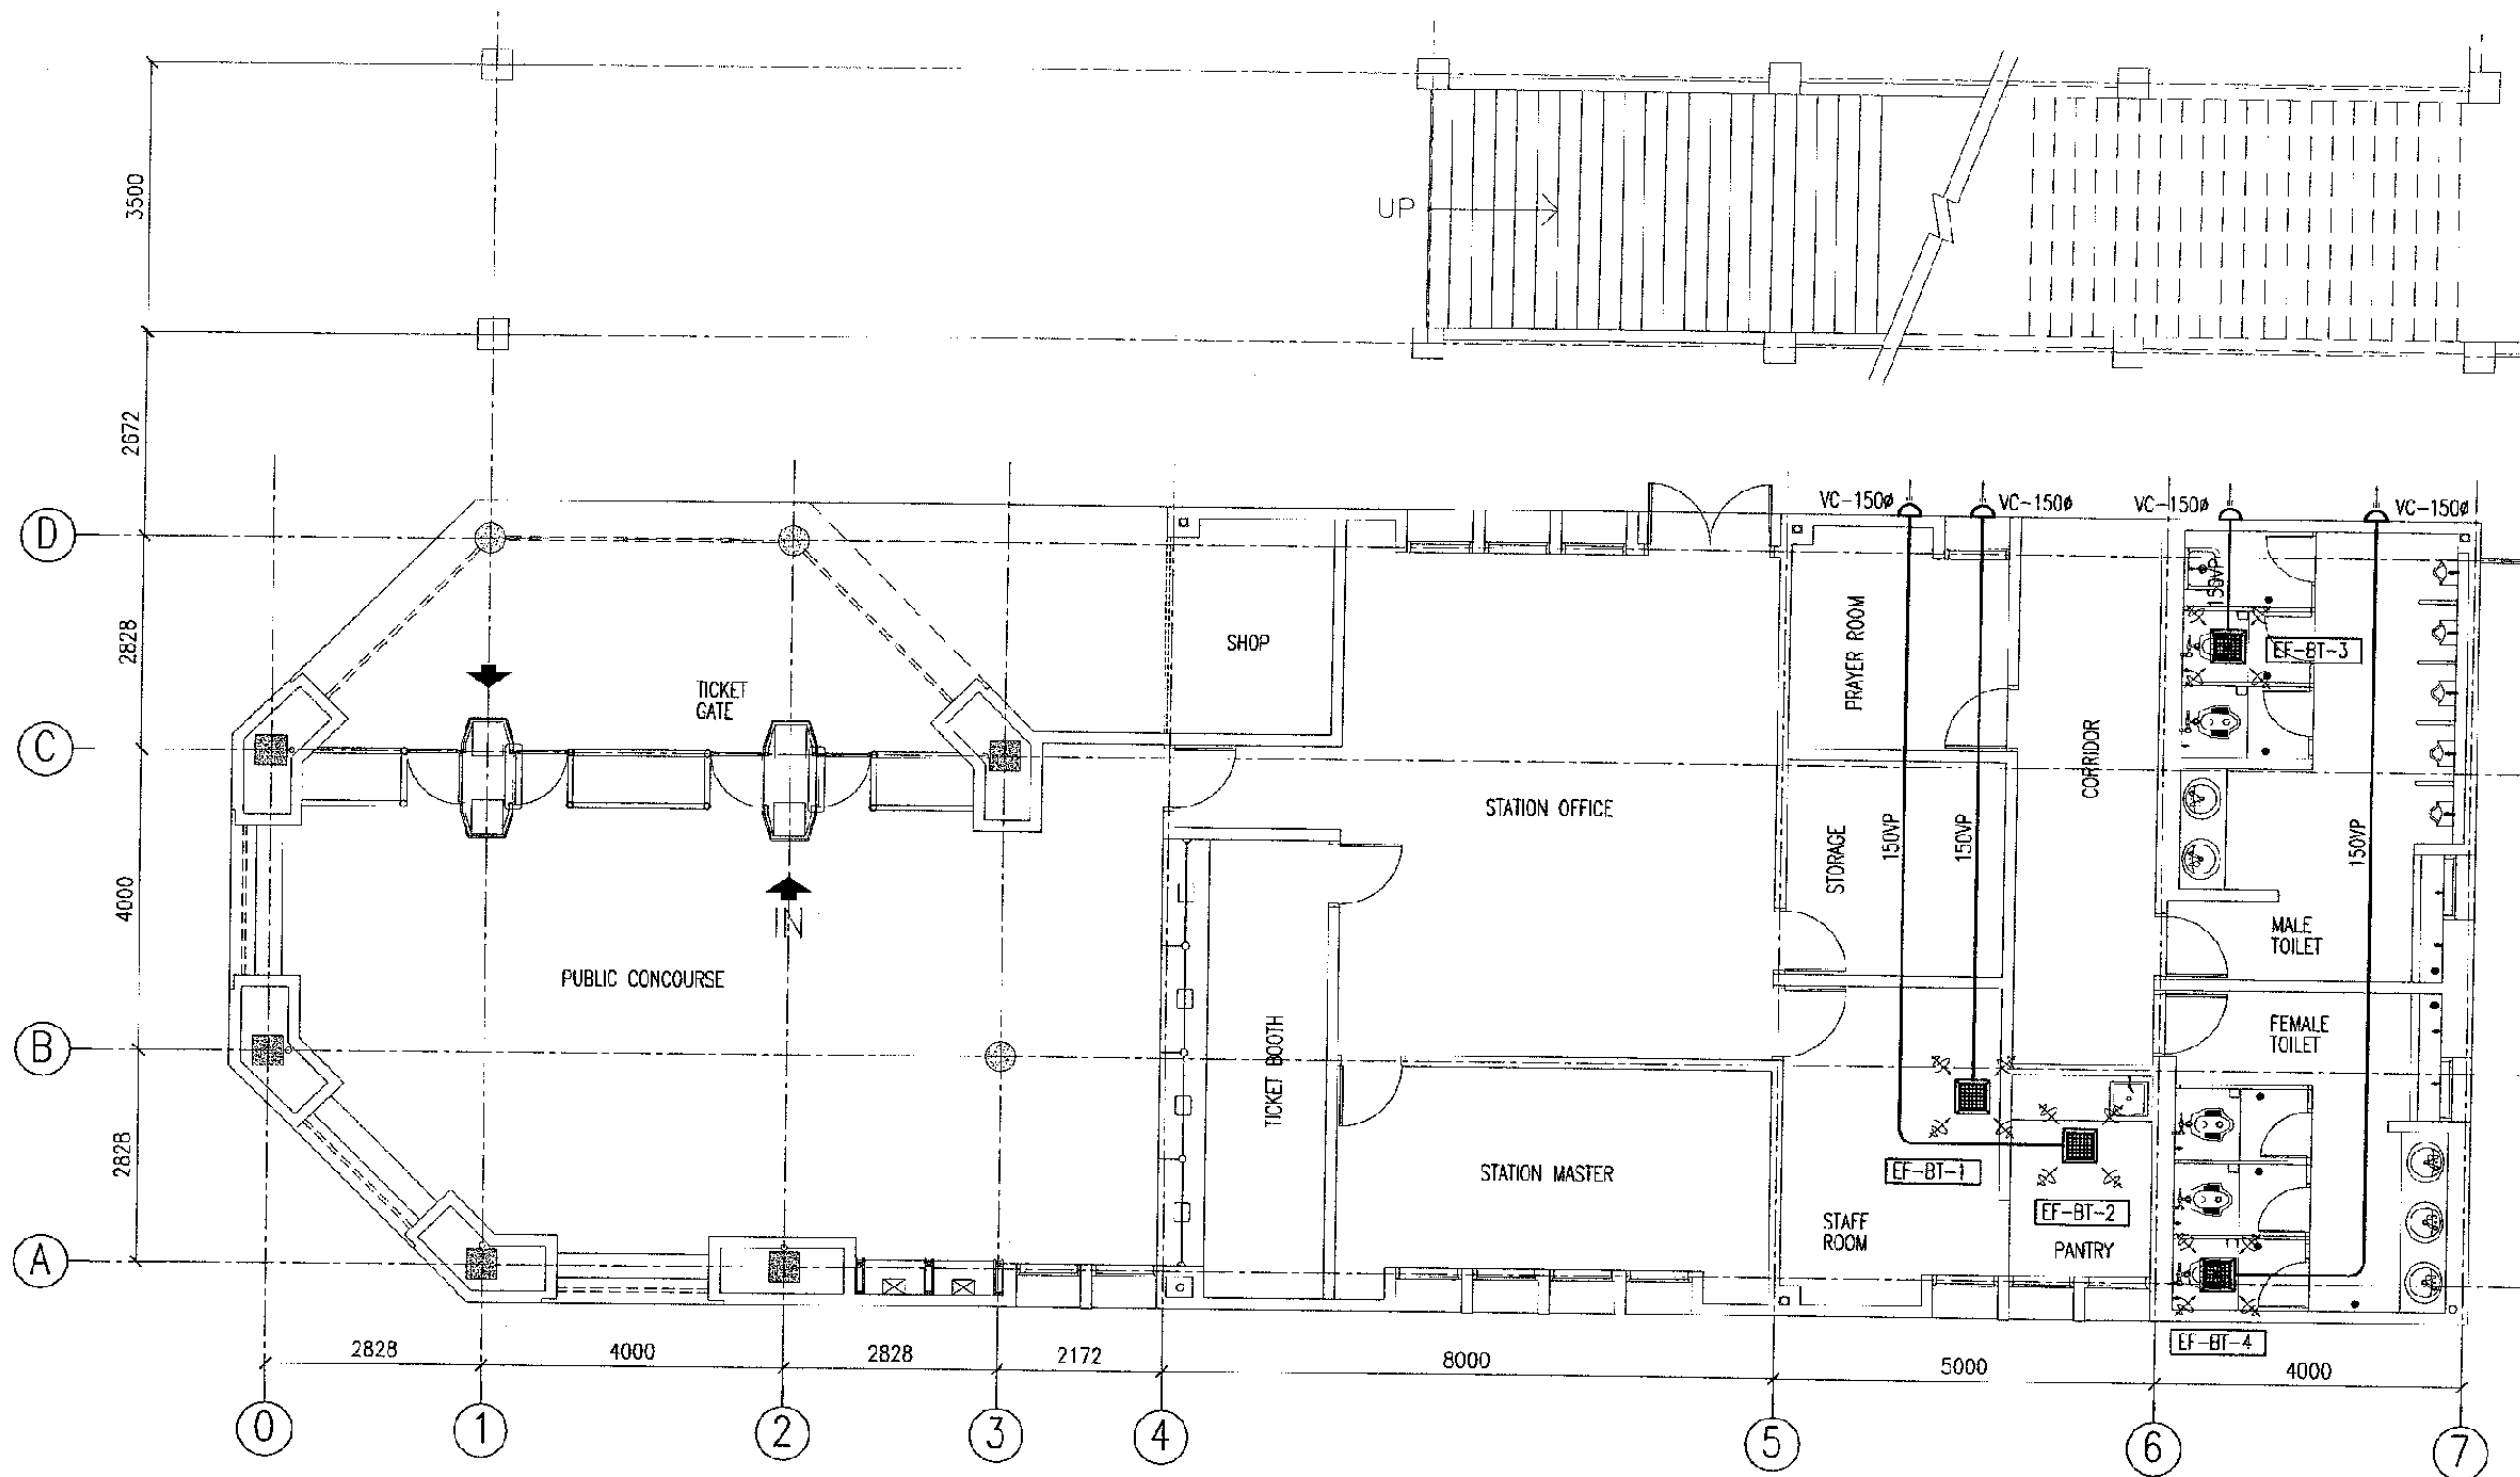 3500
UP
2672
VC-150ø
VC-150ø
VC-150ø
VC-150ø
D
150VP
2828
PRAYER ROOM
SHOP
EF-BT-3
TICKET
GATE
C
CORRIDOR
STATION OFFICE
STORAGE
150VP
150VP
150VP
4000
IN
MALE
TOILET
PUBLIC CONCOURSE
FEMALE
TOILET
B
TICKET BOOTH
2828
STATION MASTER
EF-BT-1
EF-BT-2
STAFF
ROOM
PANTRY
A
EF-BT-4
2828
4000
2828
2172
8000
5000
4000
0
1
2
3
4
5
6
7